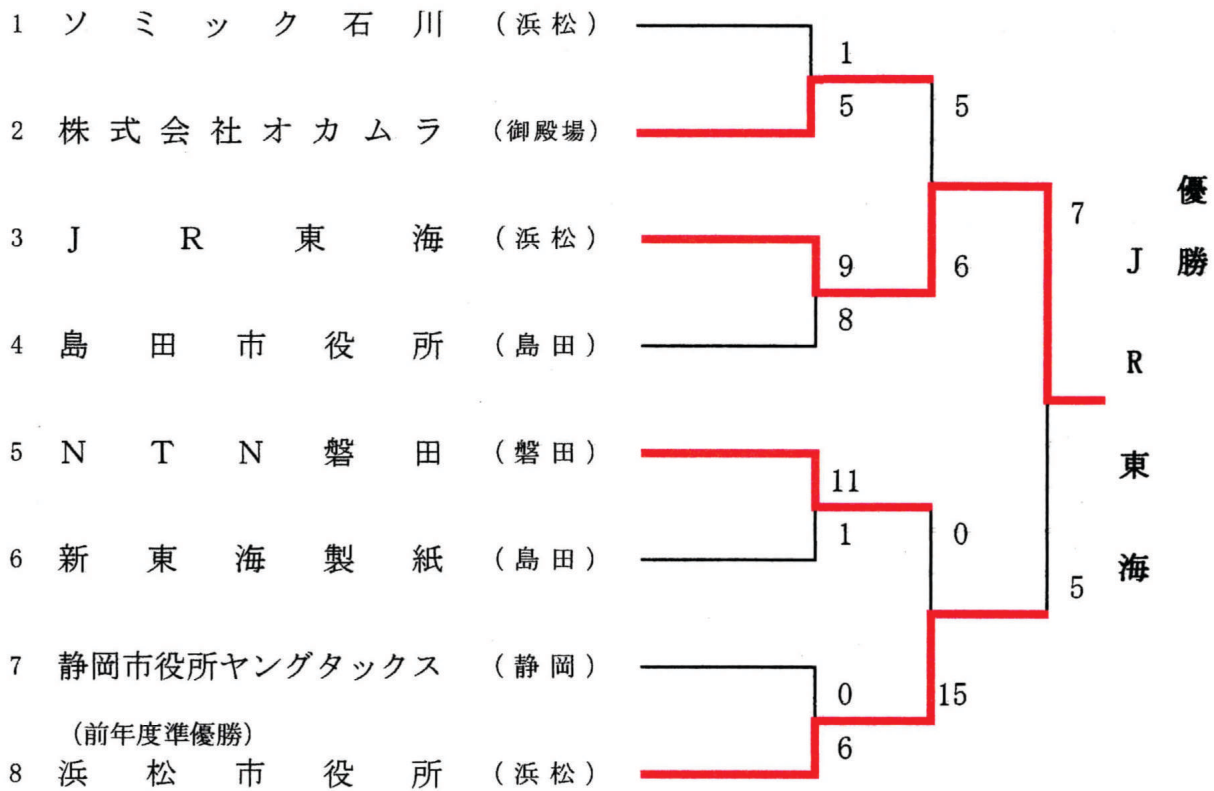 1 ソミック石川 (浜松)
1
5
5
2 株式会社オカムラ (御殿場)
優勝
7
3 JR東海 (浜松)
9
6
8
JR東海
4 島田市役所 (島田)
5 NTN磐田 (磐田)
11
1
0
6 新東海製紙 (島田)
5
7 静岡市役所ヤングタックス (静岡)
0
15
(前年度準優勝)
6
8 浜松市役所 (浜松)